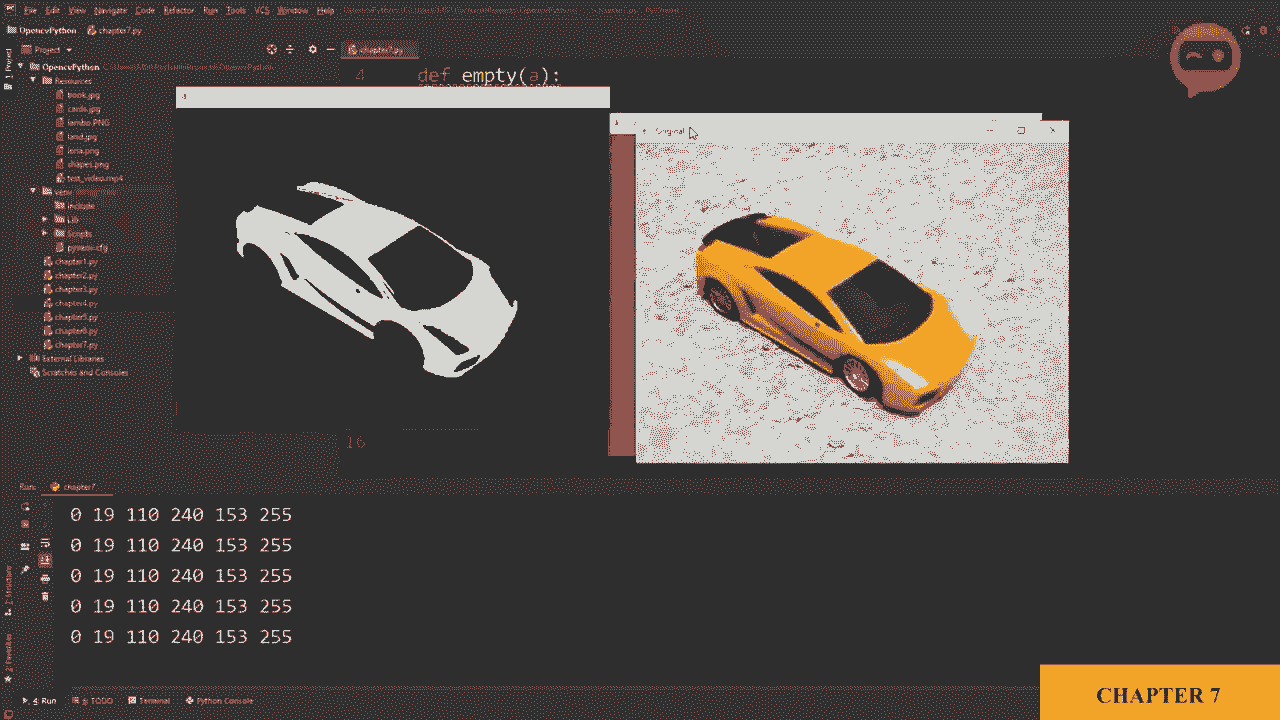 File Edit View Navigate Code Refactor Run Tools VCS Window Help
OpencvPython chapter7.py
Project
chapter7.py
1: Project
OpencvPython
Resources
book.jpg
cards.jpg
lambo.PNG
land.jpg
lena.png
shapes.png
test_video.mp4
venv
Include
Lib
Scripts
pyvenv.cfg
chapter1.py
chapter2.py
chapter3.py
chapter4.py
chapter5.py
chapter6.py
chapter7.py
External Libraries
Scratches and Consoles
4 def empty(a):
Original
16
Run: chapter7
0 19 110 240 153 255
0 19 110 240 153 255
0 19 110 240 153 255
0 19 110 240 153 255
0 19 110 240 153 255
Z: Structure
2: Favorites
4: Run 6: TODO Terminal Python Console
CHAPTER 7